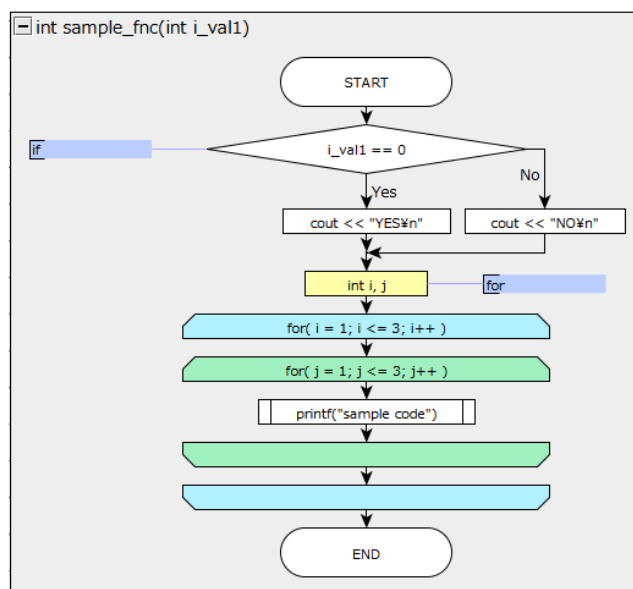 int sample_fnc(int i_val1)
START
if
i_val1 == 0
No
Yes
cout << "YES¥n"
cout << "NO¥n"
int i, j
for
for( i = 1; i <= 3; i++ )
for( j = 1; j <= 3; j++ )
printf("sample code")
END